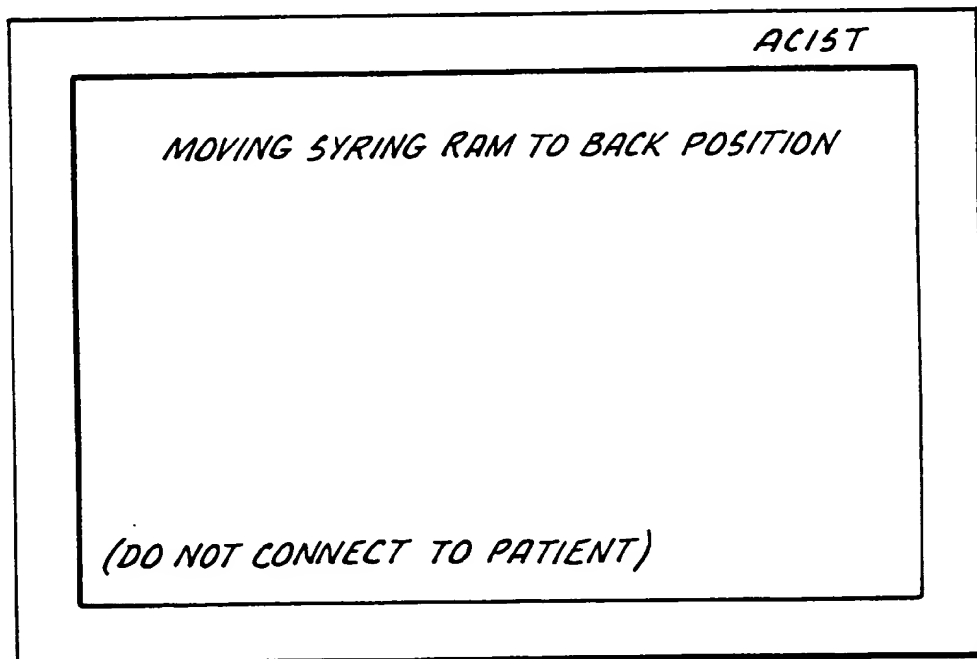 ACIST
MOVING SYRING RAM TO BACK POSITION
(DO NOT CONNECT TO PATIENT)